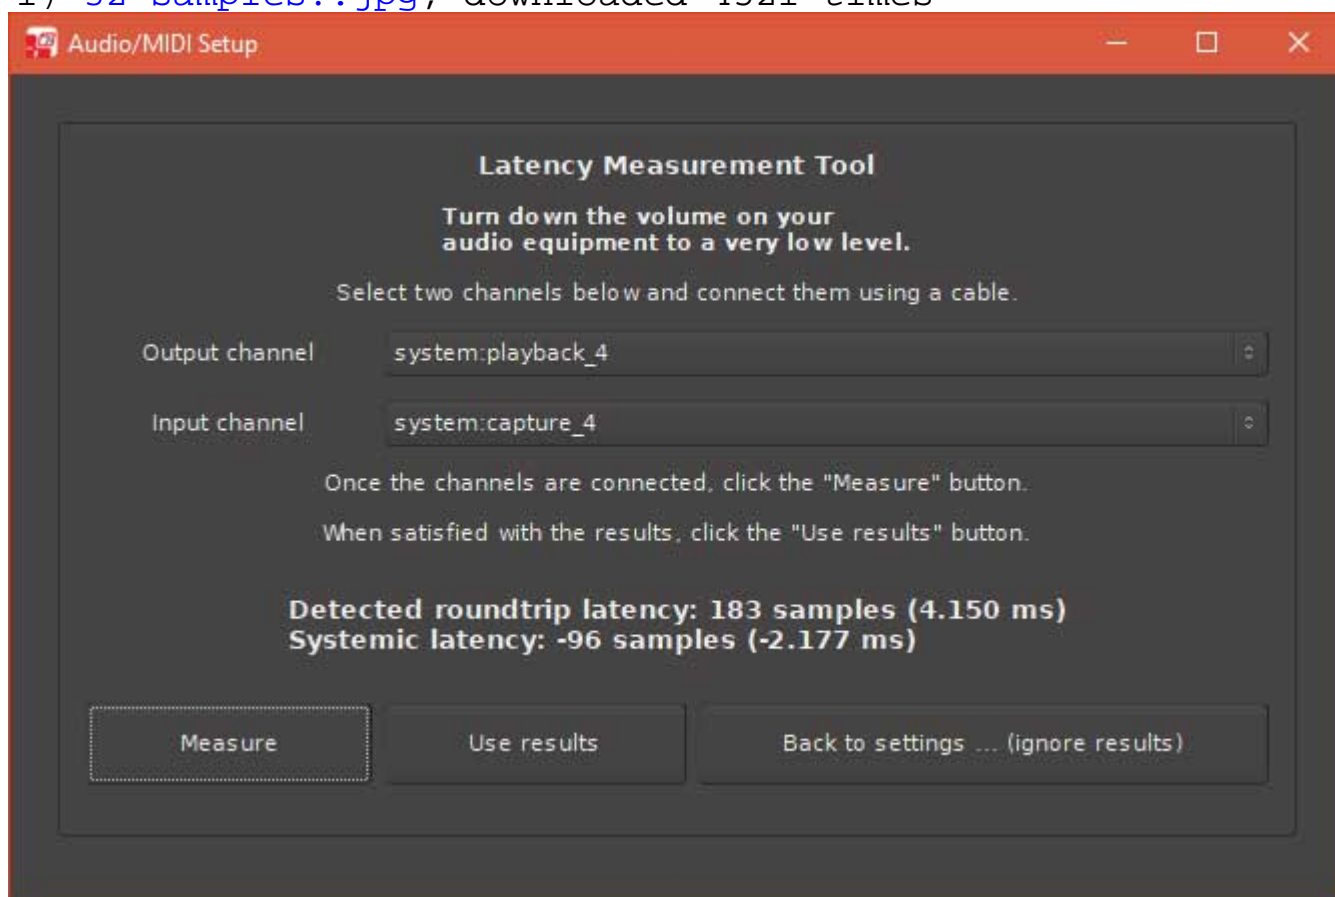 downloaded
Audio/MIDI Setup
Latency Measurement Tool
Turn down the volume on your
audio equipment to a very low level.
Select two channels below and connect them using a cable.
Output channel system:playback_4
Input channel system:capture_4
Once the channels are connected, click the "Measure" button.
When satisfied with the results, click the "Use results" button.
Detected roundtrip latency: 183 samples (4.150 ms)
Systemic latency: -96 samples (-2.177 ms)
Measure Use results Back to settings ... (ignore results)